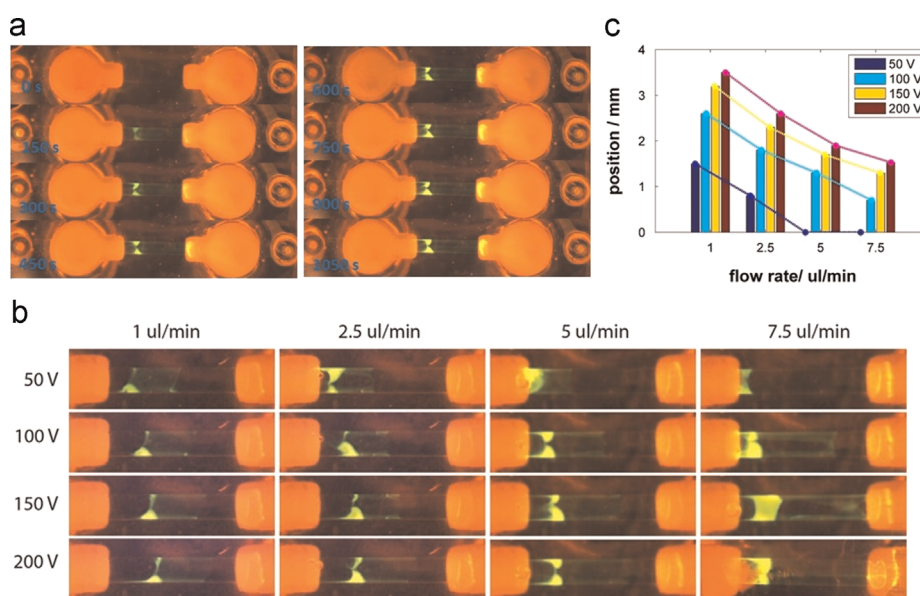 a
0 s
150 s
300 s
450 s
600 s
750 s
900 s
1050 s
c
4
3
2
1
0
position / mm
50 V
100 V
150 V
200 V
1 2.5 5 7.5
flow rate/ ul/min
b
1 ul/min 2.5 ul/min 5 ul/min 7.5 ul/min
50 V
100 V
150 V
200 V